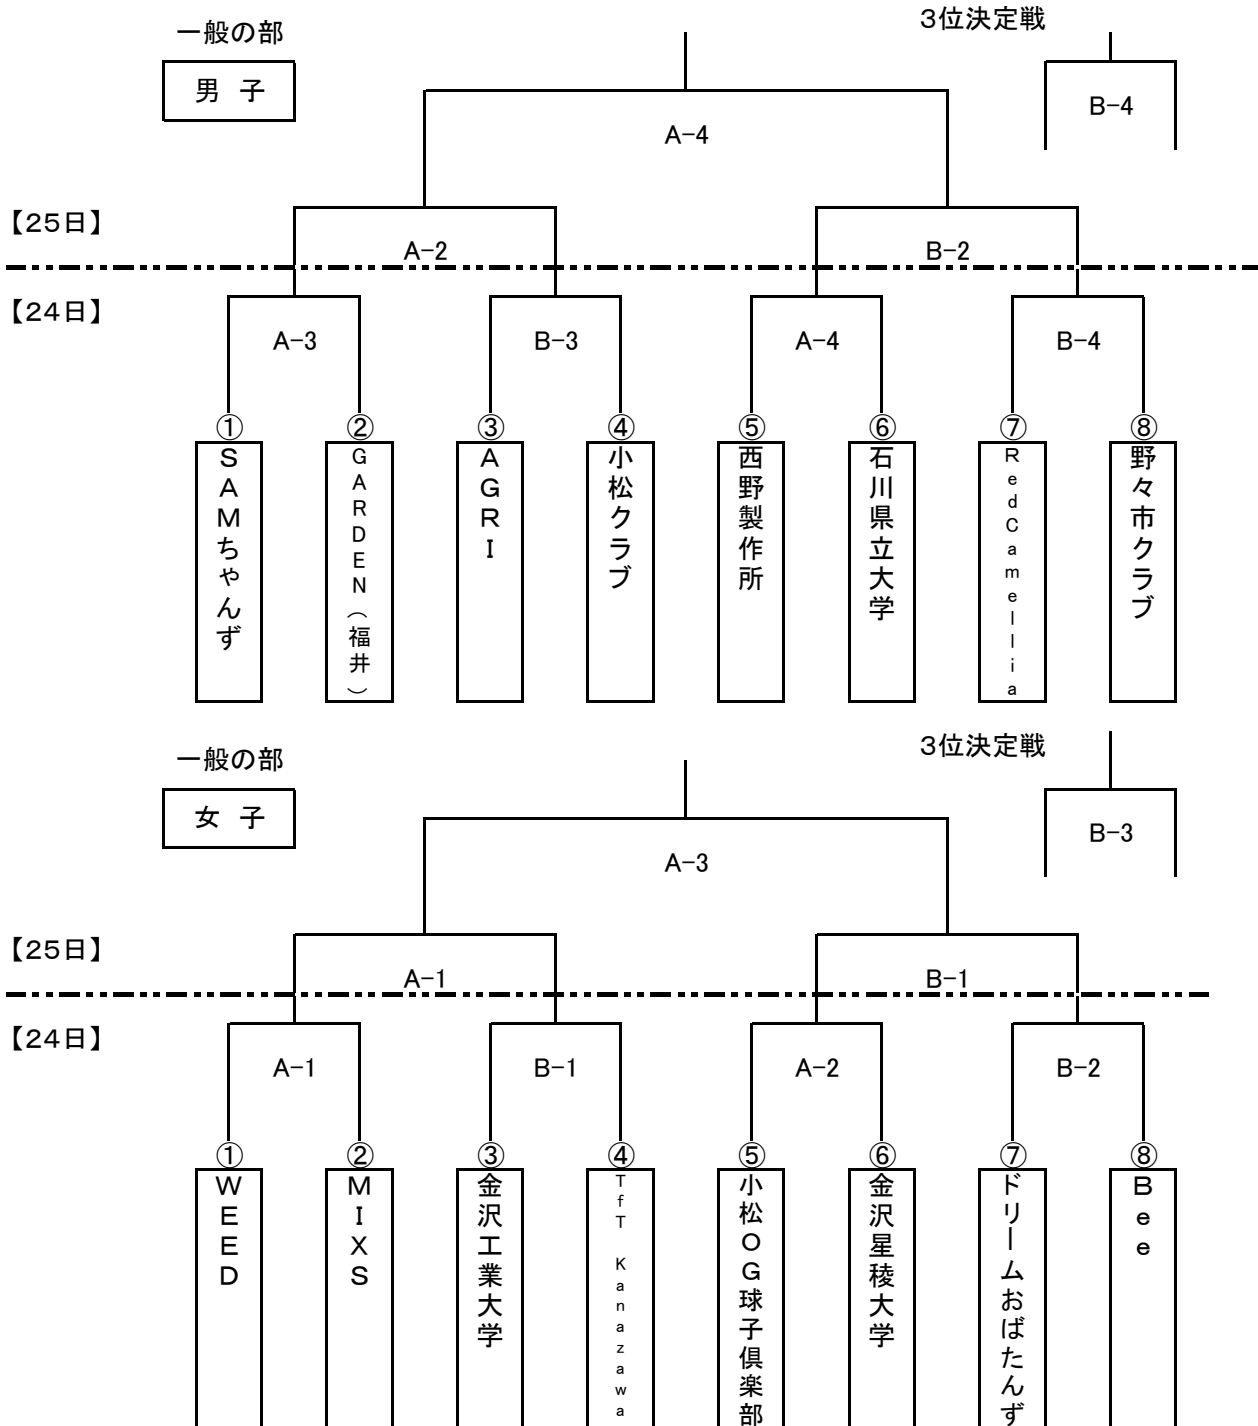 一般の部
3位決定戦
男 子
B-4
A-4
【25日】
A-2
B-2
【24日】
A-3
B-3
A-4
B-4
①
②
③
④
⑤
⑥
⑦
⑧
SAMちゃんず
GARDEN(福井)
AGRI
小松クラブ
西野製作所
石川県立大学
RedCamellia
野々市クラブ
一般の部
3位決定戦
女 子
B-3
A-3
【25日】
A-1
B-1
【24日】
A-1
B-1
A-2
B-2
①
②
③
④
⑤
⑥
⑦
⑧
WEED
MIXS
金沢工業大学
TfT Kanazawa
小松OG球子倶楽部
金沢星稜大学
ドリームおばたんず
Bee